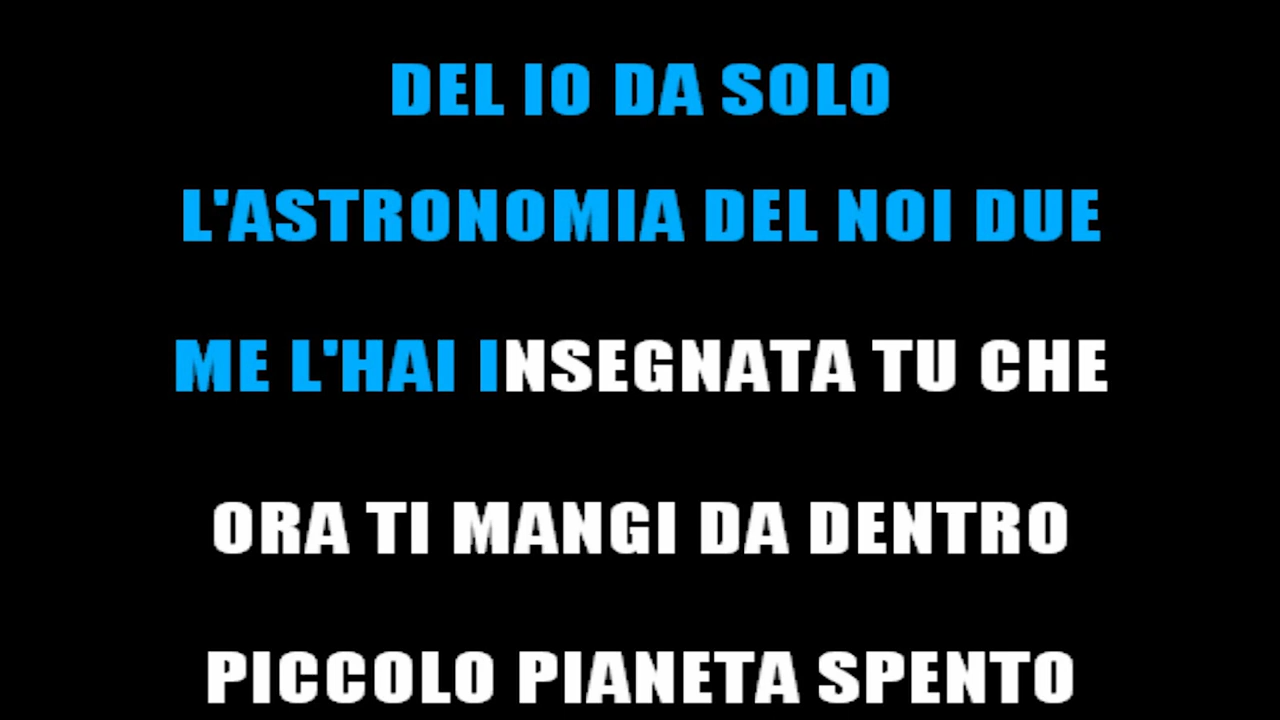 DEL IO DA SOLO
L'ASTRONOMIA DEL NOI DUE
ME L'HAI INSEGNATA TU CHE
ORA TI MANGI DA DENTRO
PICCOLO PIANETA SPENTO